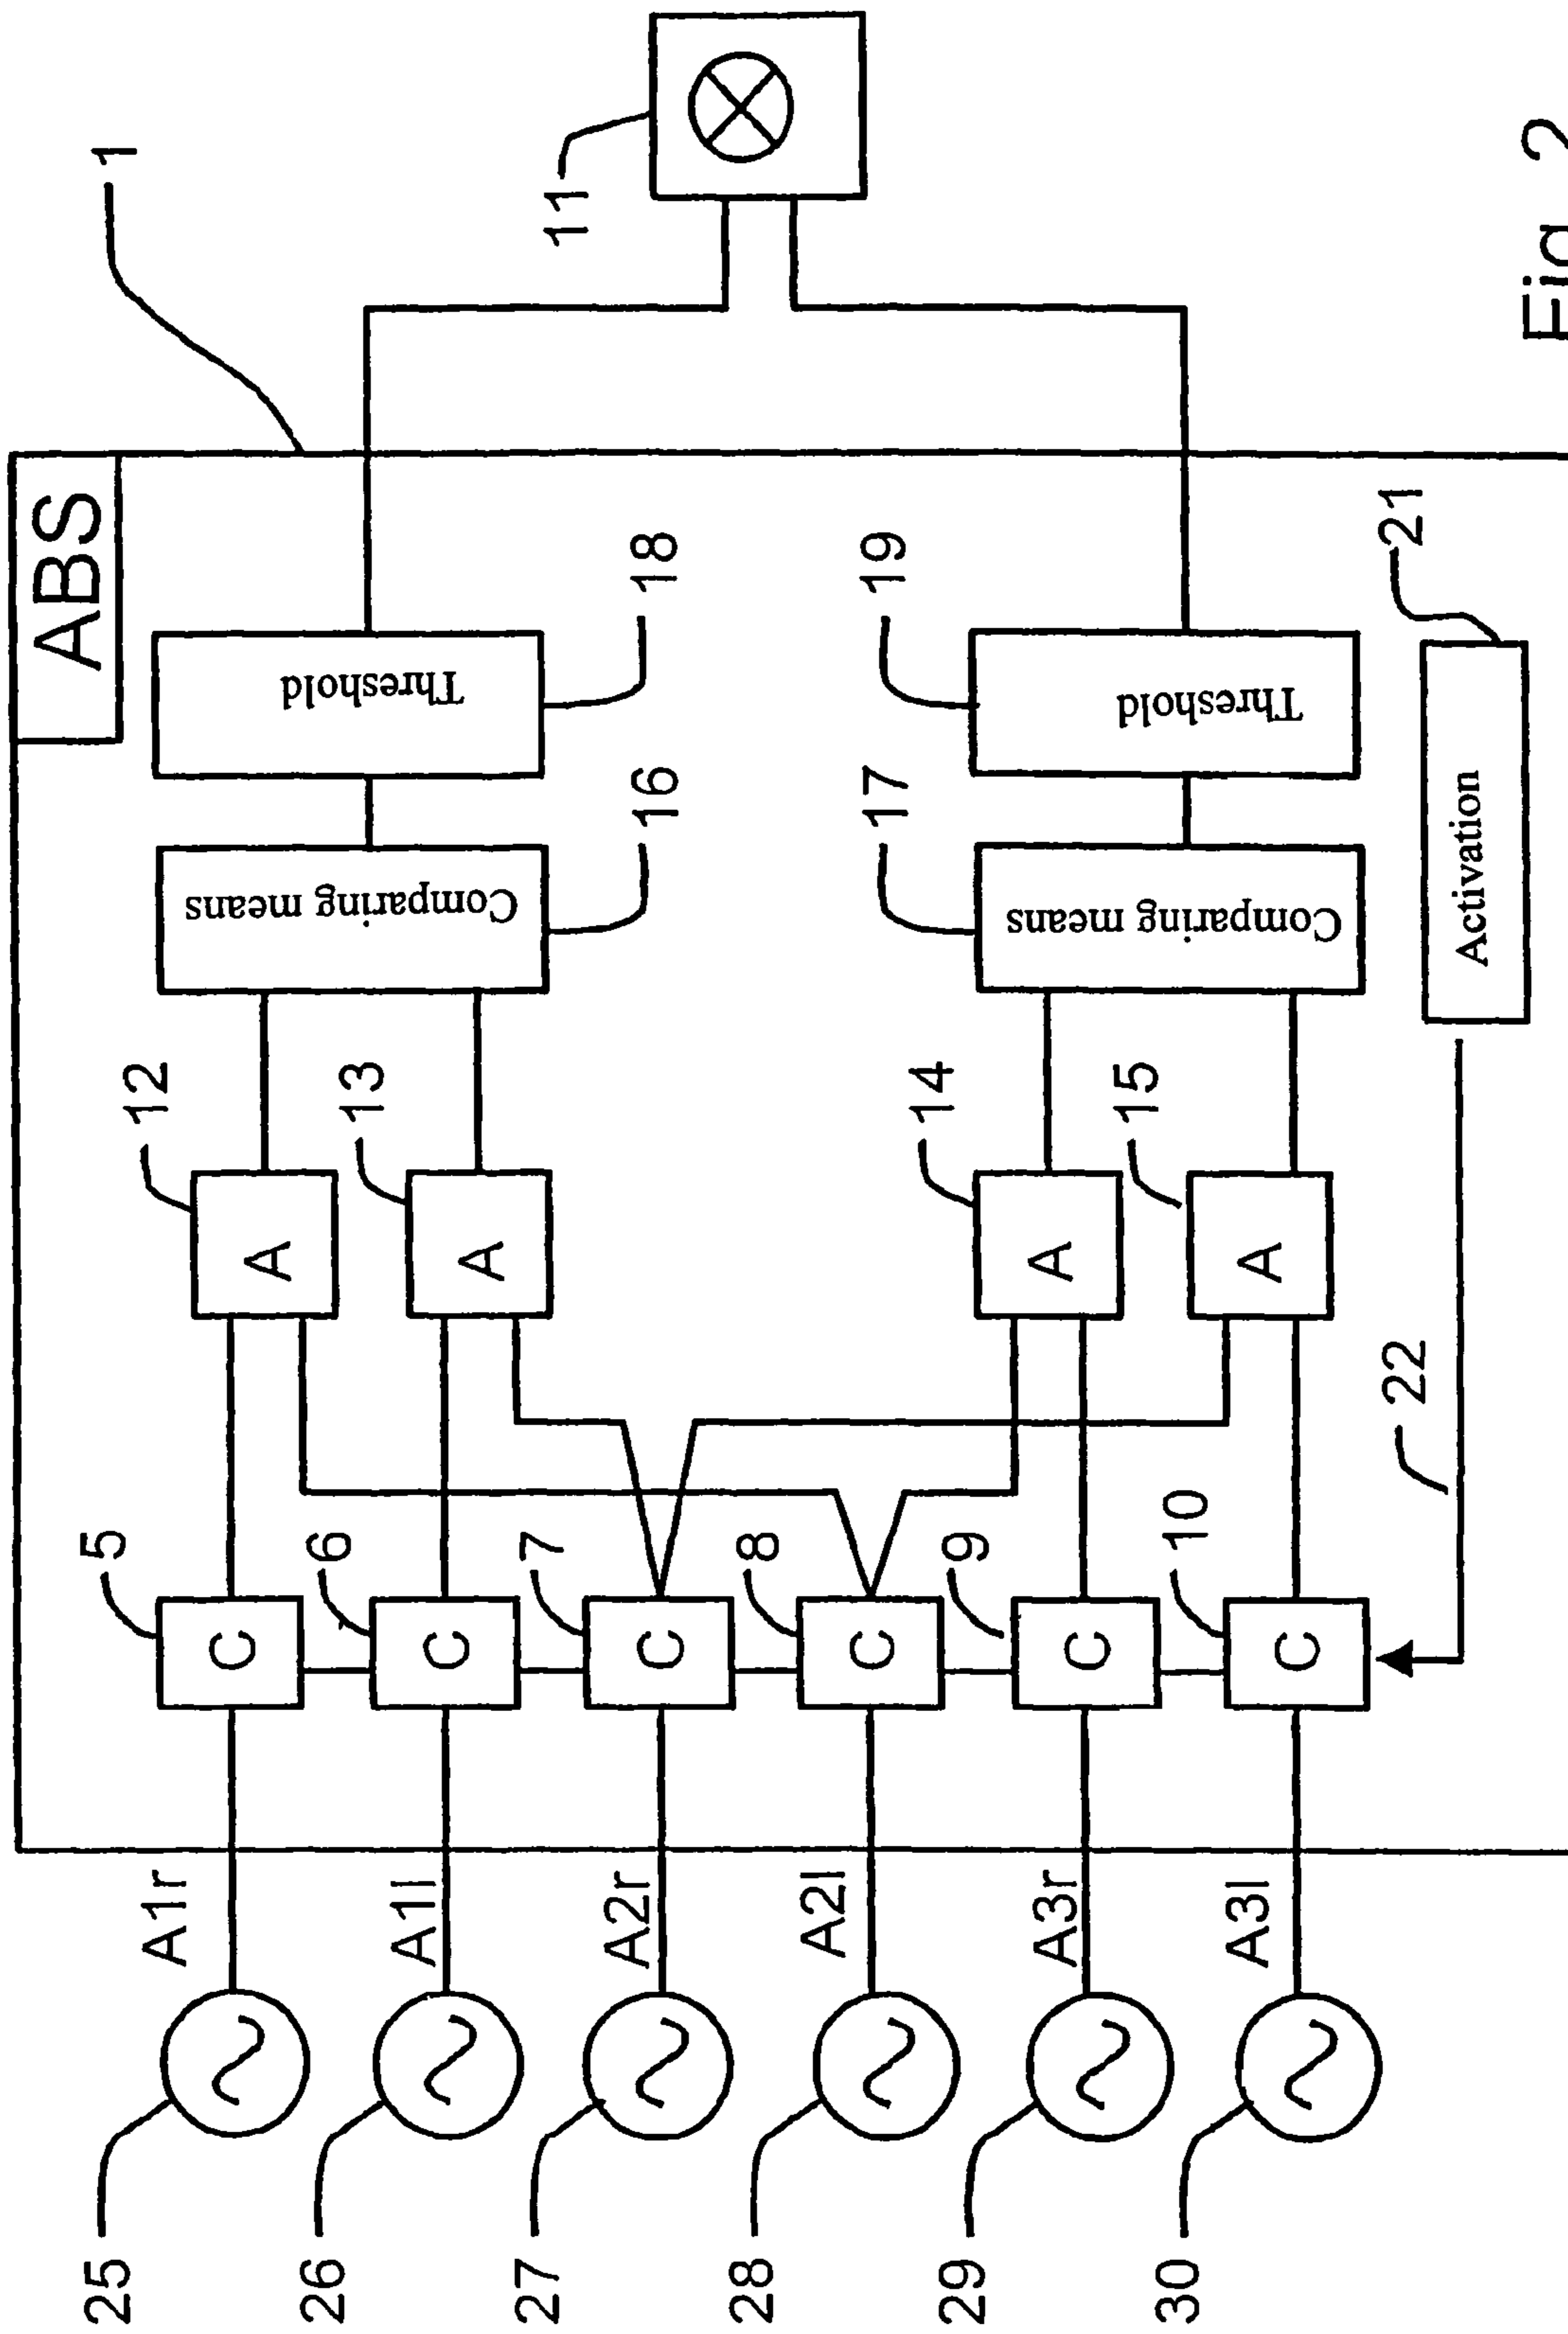 ABS
1
11
Threshold
18
Threshold
19
Comparing means
16
Comparing means
17
Activation
21
22
12
A
13
A
14
A
15
A
5
C
6
C
7
C
8
C
9
C
10
C
A1r
A1l
A2r
A2l
A3r
A3l
25
26
27
28
29
30
Fig. 2